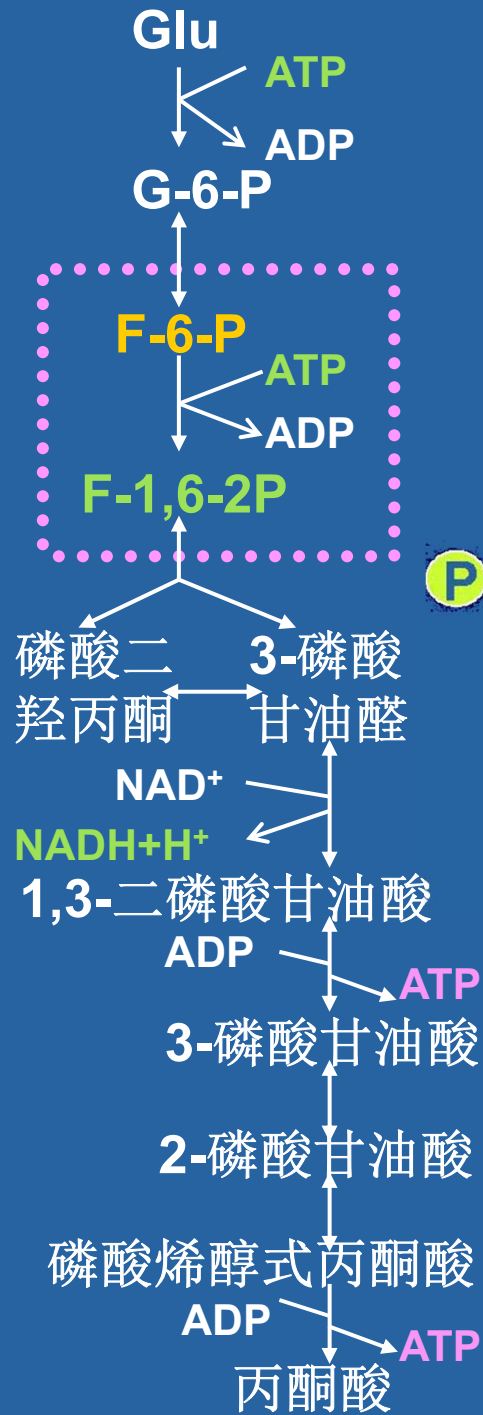 Glu
ATP
ADP
G-6-P
F-6-P
ATP
ADP
F-1,6-2P
P
磷酸二
羟丙酮
3-磷酸
甘油醛
NAD⁺
NADH+H⁺
1,3-二磷酸甘油酸
ADP
ATP
3-磷酸甘油酸
2-磷酸甘油酸
磷酸烯醇式丙酮酸
ADP
ATP
丙酮酸